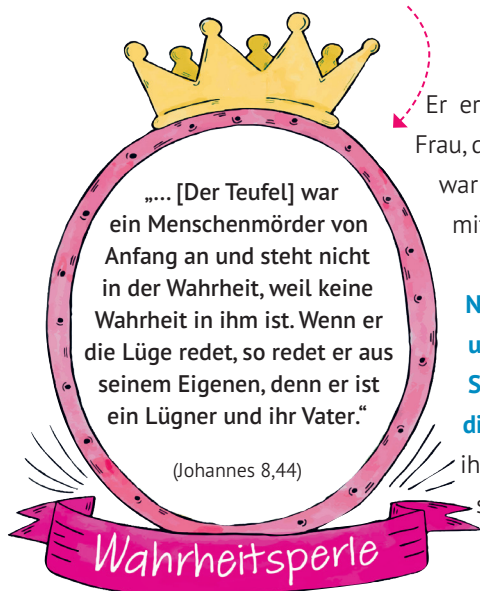 „… [Der Teufel] war
ein Menschenmörder von
Anfang an und steht nicht
in der Wahrheit, weil keine
Wahrheit in ihm ist. Wenn er
die Lüge redet, so redet er aus
seinem Eigenen, denn er ist
ein Lügner und ihr Vater.“
(Johannes 8,44)
Wahrheitsperle
Er
Frau,
war